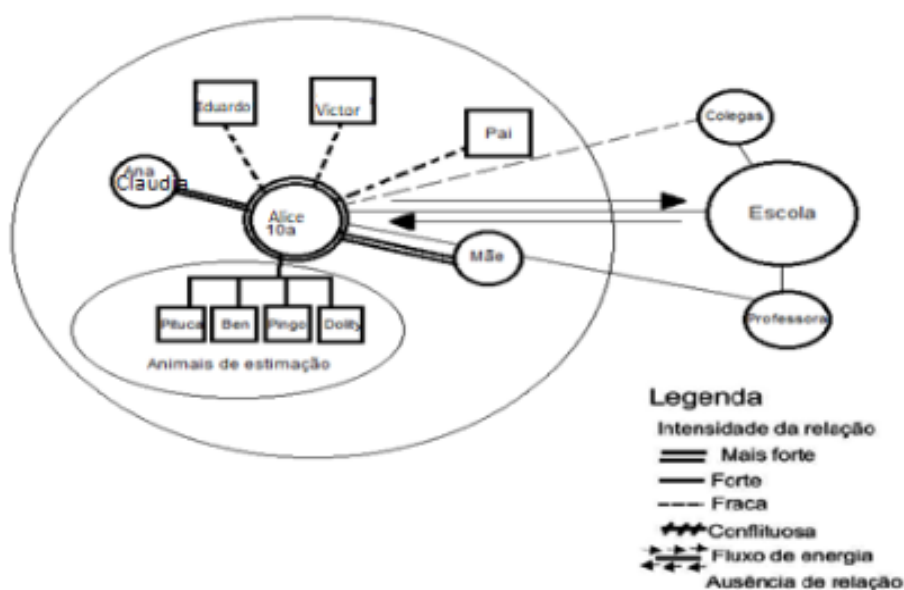 Eduardo
Victor
Pai
Colegas
Ana
Claudia
Alice
10a
Escola
Mãe
Pituca
Ben
Pingo
Dolity
Professora
Animais de estimação
Legenda
Intensidade da relação
Mais forte
Forte
Fraca
Conflituosa
Fluxo de energia
Ausência de relação